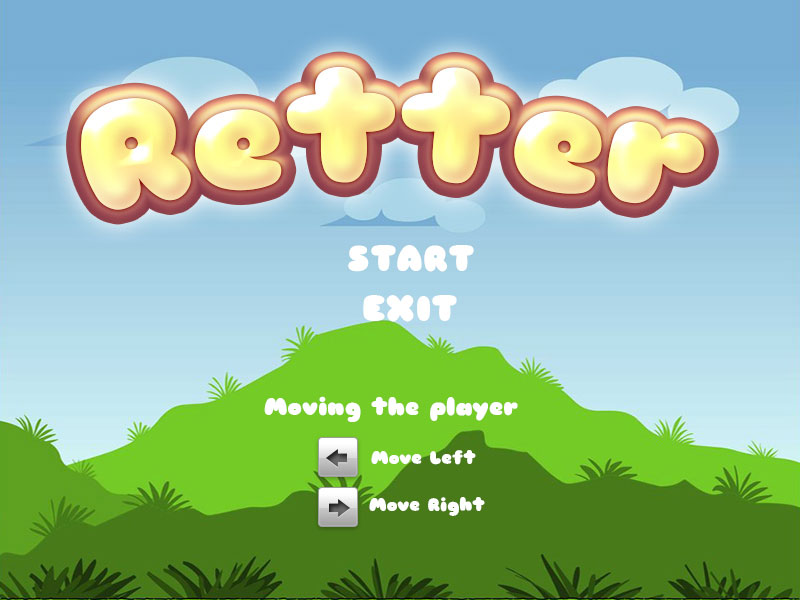 Retter
START
EXIT
Moving the player
Move Left
Move Right